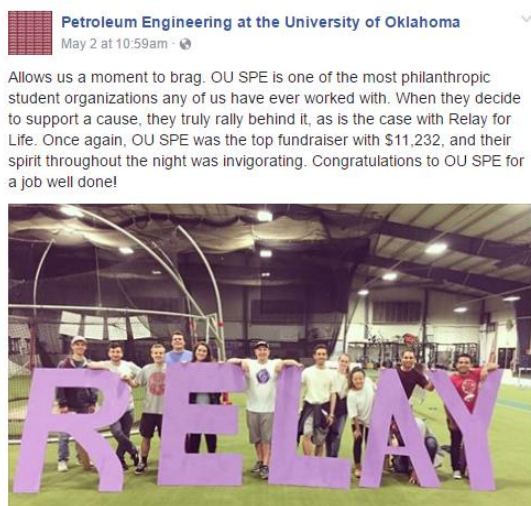 Petroleum Engineering at the University of Oklahoma
May 2 at 10:59am ·
Allows us a moment to brag. OU SPE is one of the most philanthropic
student organizations any of us have ever worked with. When they decide
to support a cause, they truly rally behind it, as is the case with Relay for
Life. Once again, OU SPE was the top fundraiser with $11,232, and their
spirit throughout the night was invigorating. Congratulations to OU SPE for
a job well done!
RELAY